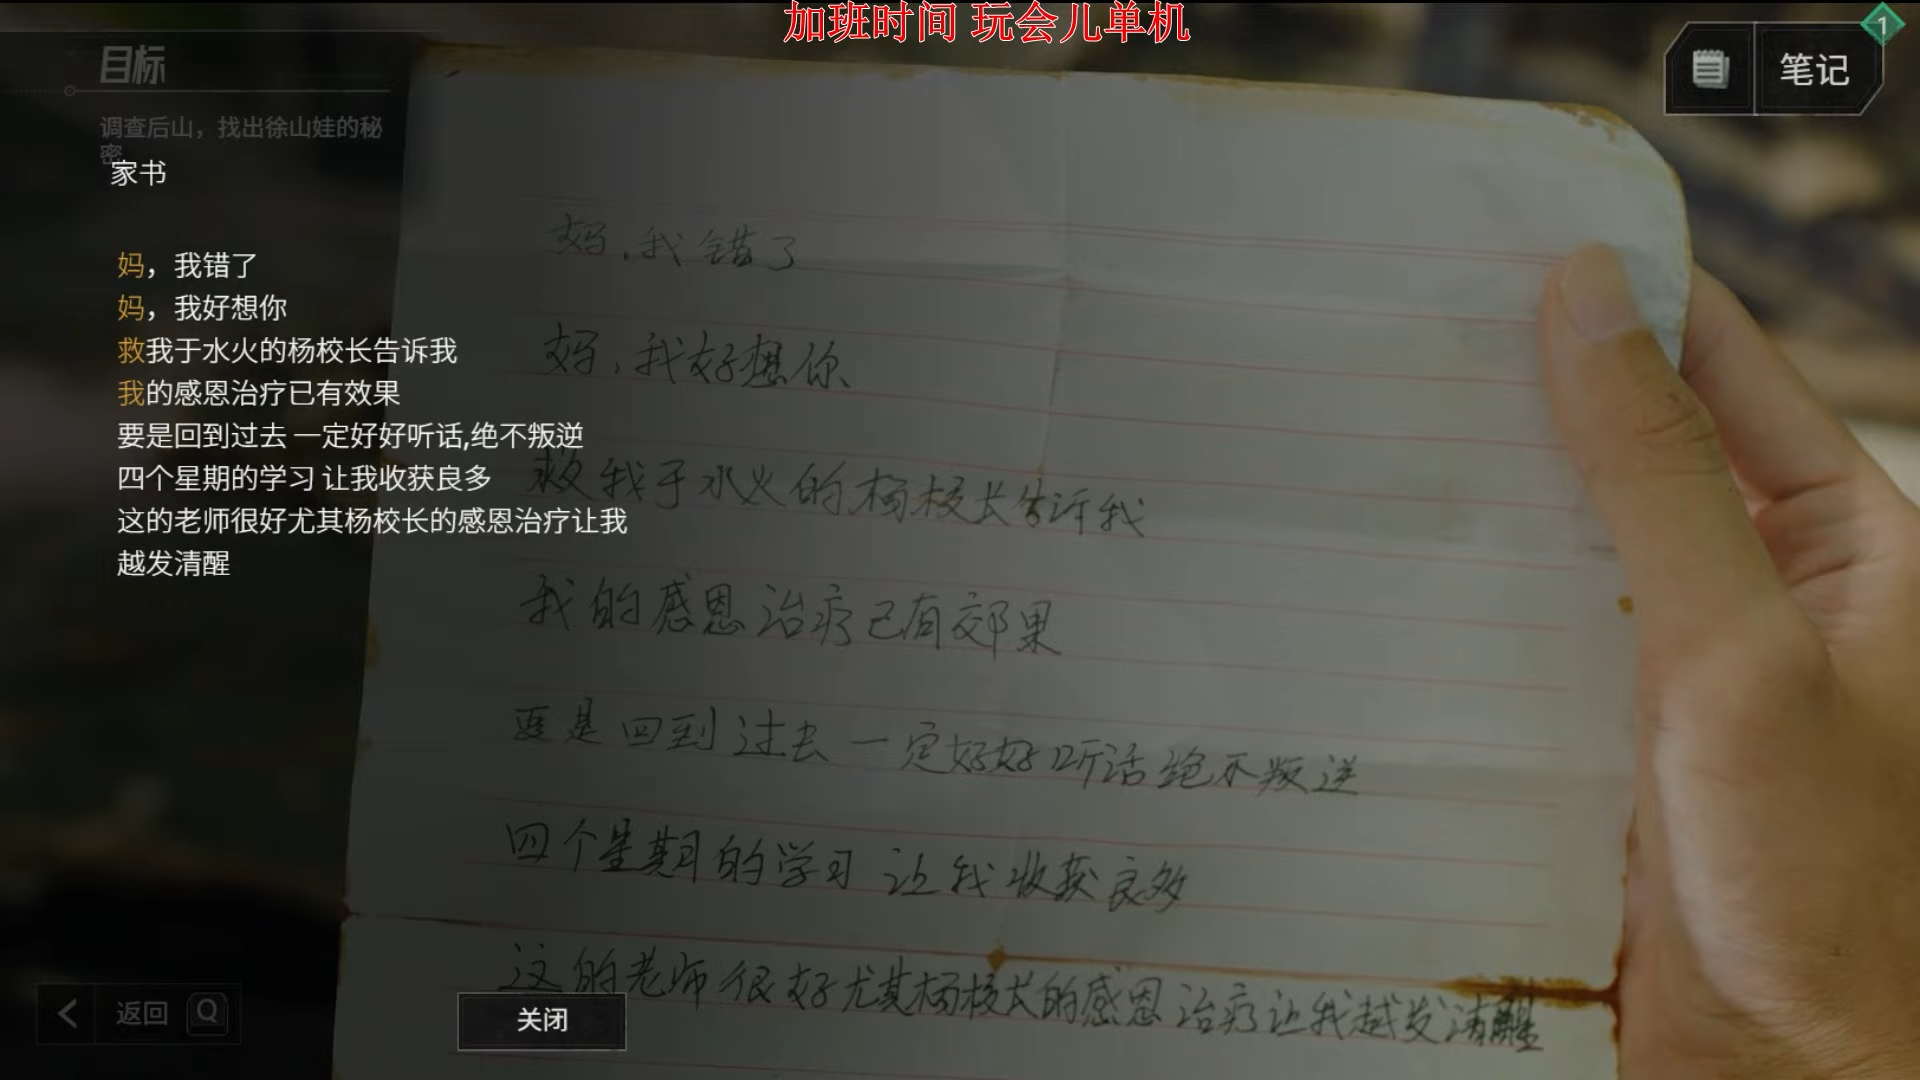 加班时间 玩会儿单机
目标
调查后山，找出徐山娃的秘
密
家书
妈，我错了
妈，我好想你
救我于水火的杨校长告诉我
我的感恩治疗已有效果
要是回到过去 一定好好听话,绝不叛逆
四个星期的学习 让我收获良多
这的老师很好尤其杨校长的感恩治疗让我
越发清醒
1
笔记
妈,我错了
妈,我好想你、
救我于水火的杨校长告诉我
我的感恩治疗已有效果
要是回到过去 一定好好听话绝不叛逆
四个星期的学习 让我收获良多
这的老师很好尤其杨校长的感恩治疗让我越发清醒
返回 Q
关闭